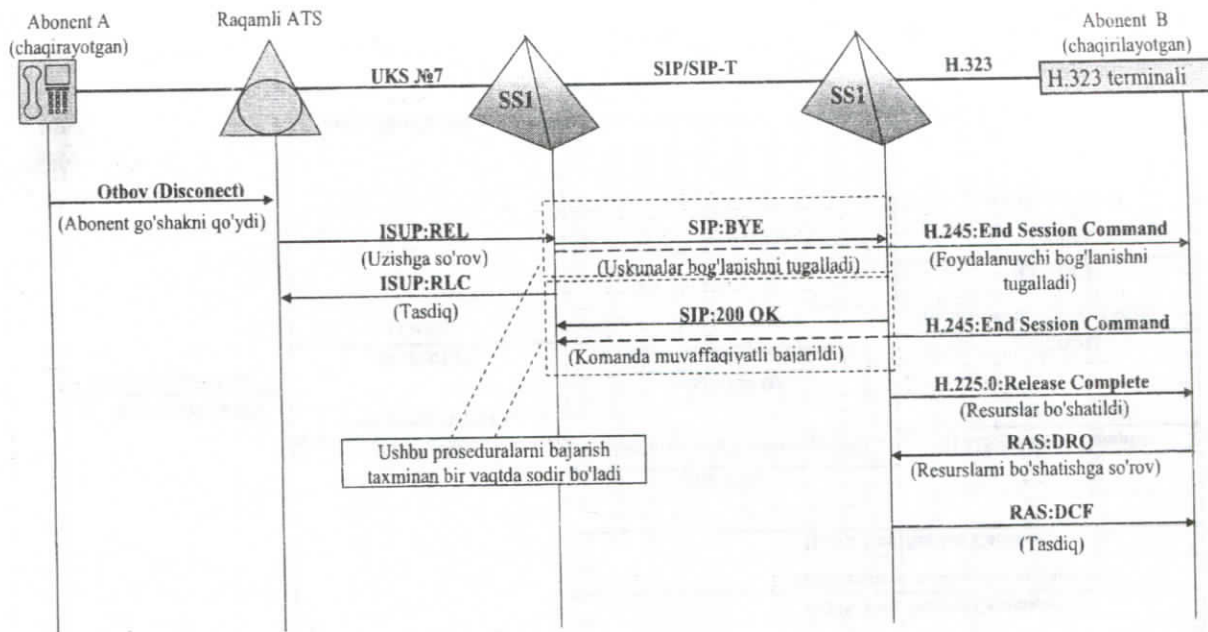 Abonent A
(chaqirayotgan)
Raqamli ATS
Abonent B
(chaqirilayotgan)
UKS №7
SIP/SIP-T
H.323
SS1
SS1
H.323 terminali
Otboy (Disconect)
(Abonent go'shakni qo'ydi)
ISUP:REL
(Uzishga so'rov)
SIP:BYE
(Uskunalar bog'lanishni tugalladi)
H.245:End Session Command
(Foydalanuvchi bog'lanishni
tugalladi)
ISUP:RLC
(Tasdiq)
SIP:200 OK
(Komanda muvaffaqiyatli bajarildi)
H.245:End Session Command
H.225.0:Release Complete
(Resurslar bo'shatildi)
RAS:DRQ
(Resurslarni bo'shatishga so'rov)
Ushbu proseduralarni bajarish
taxminan bir vaqtda sodir bo'ladi
RAS:DCF
(Tasdiq)